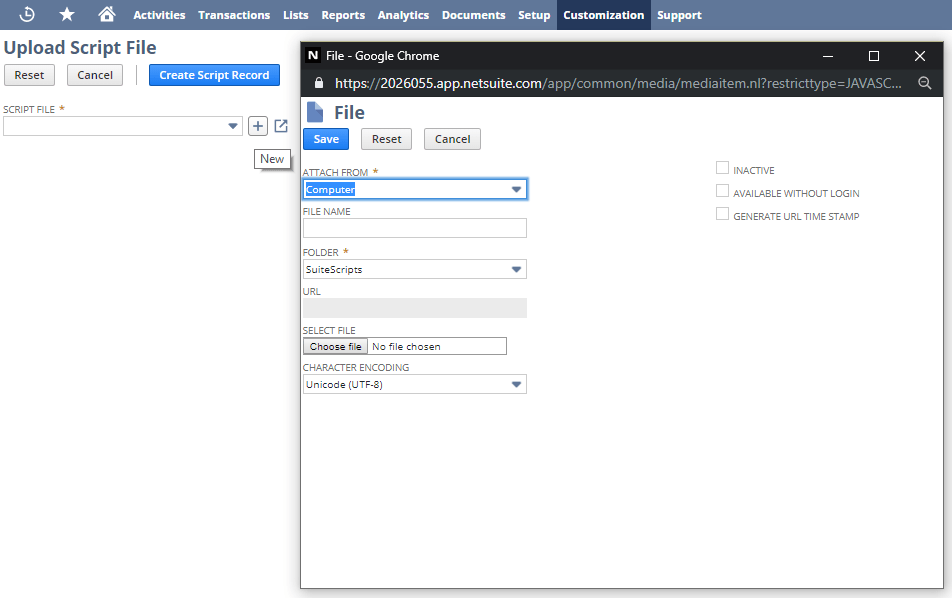 Activities Transactions Lists Reports Analytics Documents Setup Customization Support
Upload Script File
Reset Cancel Create Script Record
SCRIPT FILE *
New
N File - Google Chrome
https://2026055.app.netsuite.com/app/common/media/mediaitem.nl?restricttype=JAVASC...
File
Save Reset Cancel
ATTACH FROM *
Computer
FILE NAME
FOLDER *
SuiteScripts
URL
SELECT FILE
Choose file No file chosen
CHARACTER ENCODING
Unicode (UTF-8)
INACTIVE
AVAILABLE WITHOUT LOGIN
GENERATE URL TIME STAMP